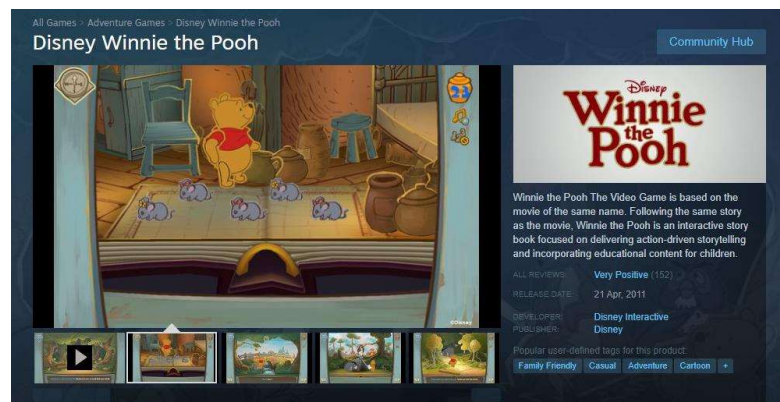 All Games > Adventure Games > Disney Winnie the Pooh
Disney Winnie the Pooh
Community Hub
23
©Disney
Disney
Winnie
the
Pooh
Winnie the Pooh The Video Game is based on the
movie of the same name. Following the same story
as the movie, Winnie the Pooh is an interactive story
book focused on delivering action-driven storytelling
and incorporating educational content for children.
ALL REVIEWS: Very Positive (152)
RELEASE DATE: 21 Apr, 2011
DEVELOPER: Disney Interactive
PUBLISHER: Disney
Popular user-defined tags for this product:
Family Friendly Casual Adventure Cartoon +